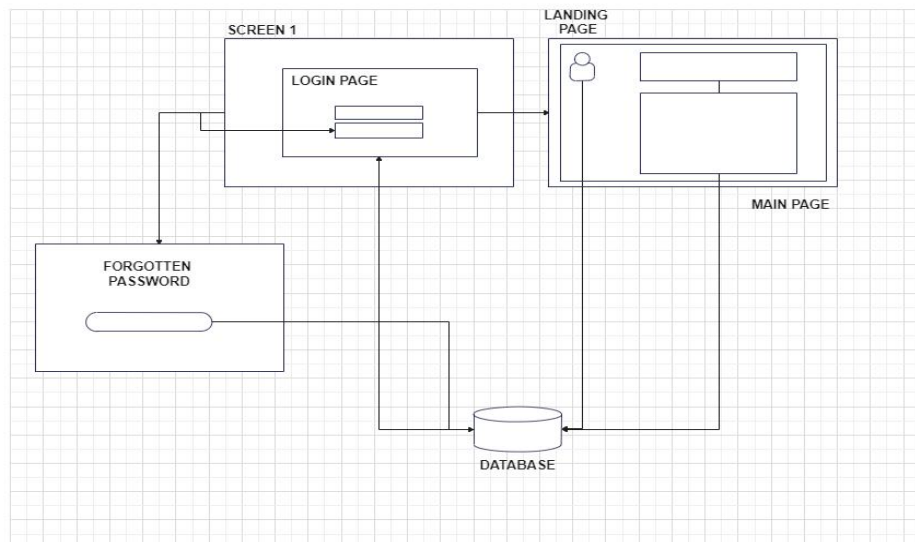 SCREEN 1
LANDING
PAGE
LOGIN PAGE
MAIN PAGE
FORGOTTEN
PASSWORD
DATABASE